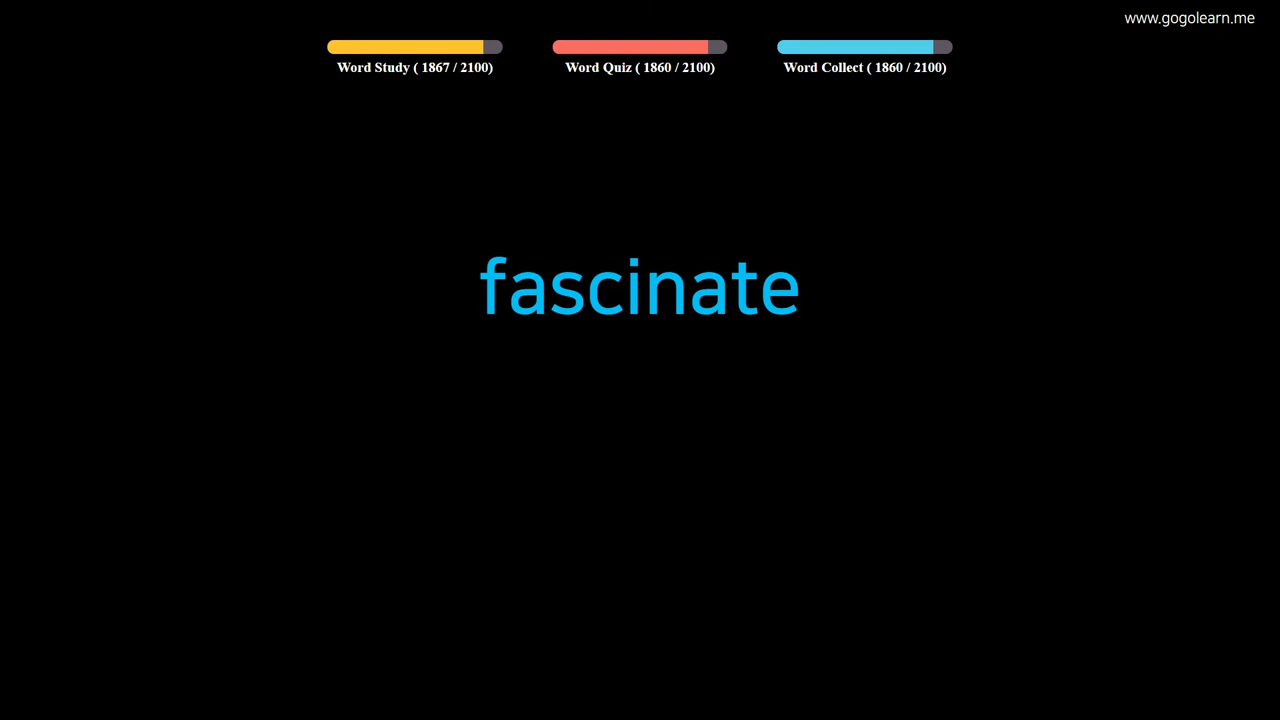 www.gogolearn.me
Word Study ( 1867 / 2100)
Word Quiz ( 1860 / 2100)
Word Collect ( 1860 / 2100)
fascinate